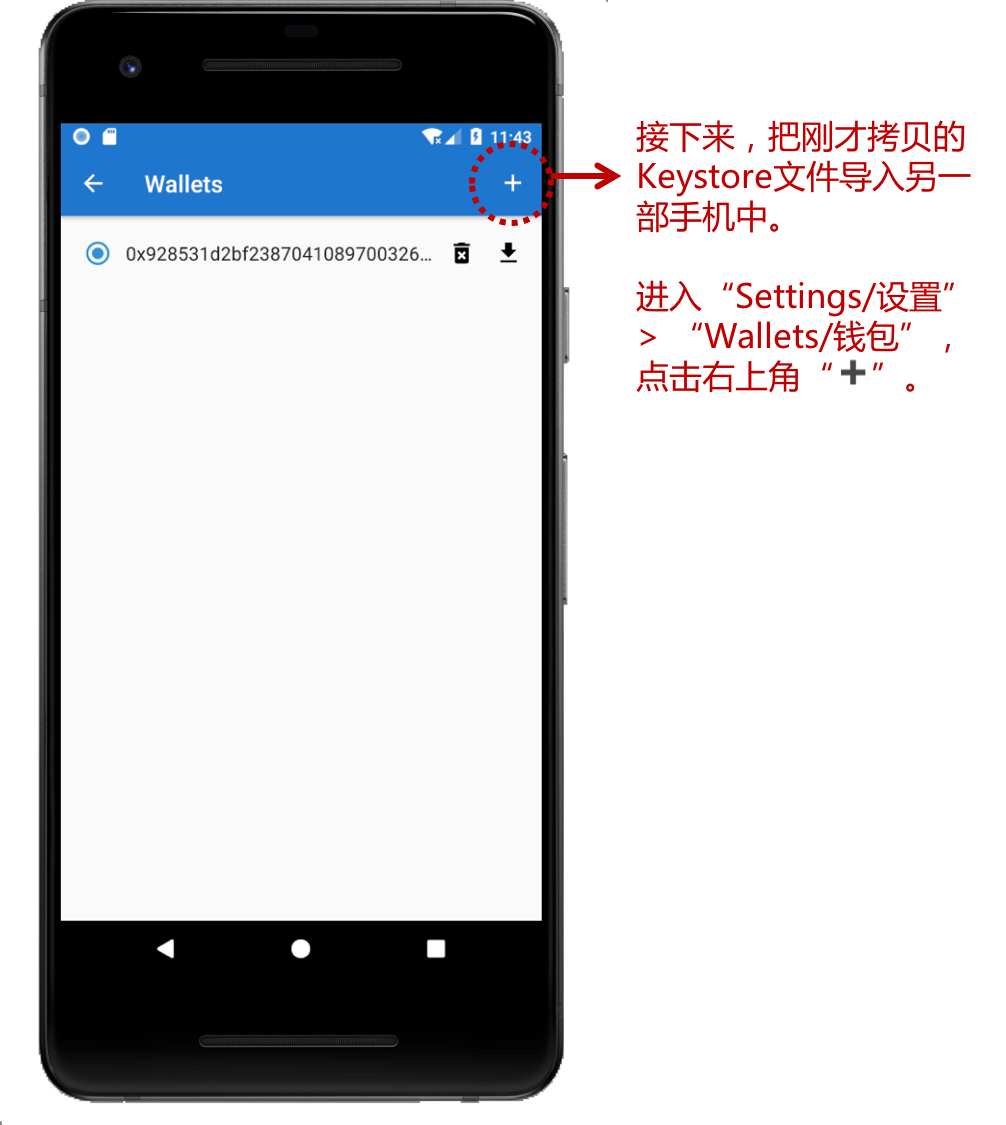 11:43
Wallets
0x928531d2bf2387041089700326...
接下来，把刚才拷贝的
Keystore文件导入另一
部手机中。
进入“Settings/设置”
> “Wallets/钱包”，
点击右上角“+”。